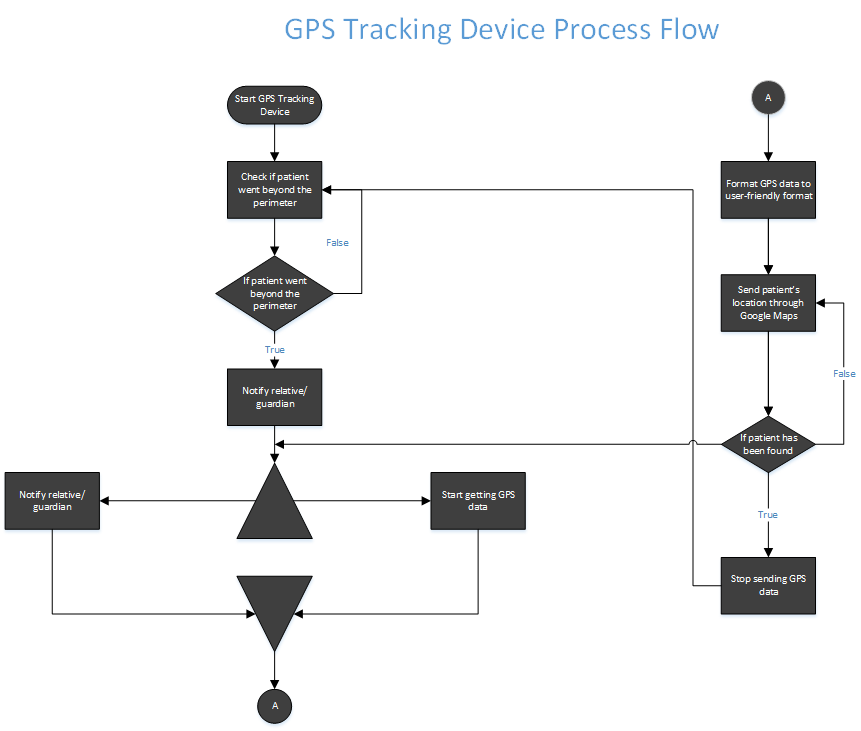 GPS Tracking Device Process Flow
Start GPS Tracking
Device
Check if patient
went beyond the
perimeter
False
If patient went
beyond the
perimeter
True
Notify relative/
guardian
Notify relative/
guardian
Start getting GPS
data
A
A
Format GPS data to
user-friendly format
Send patient's
location through
Google Maps
False
If patient has
been found
True
Stop sending GPS
data